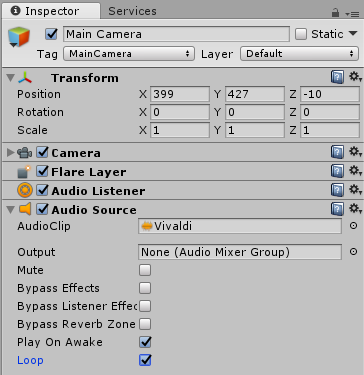 Inspector Services
Main Camera Static
Tag MainCamera Layer Default
Transform
Position X 399 Y 427 Z -10
Rotation X 0 Y 0 Z 0
Scale X 1 Y 1 Z 1
Camera
Flare Layer
Audio Listener
Audio Source
AudioClip Vivaldi
Output None (Audio Mixer Group)
Mute
Bypass Effects
Bypass Listener Effec
Bypass Reverb Zone
Play On Awake
Loop